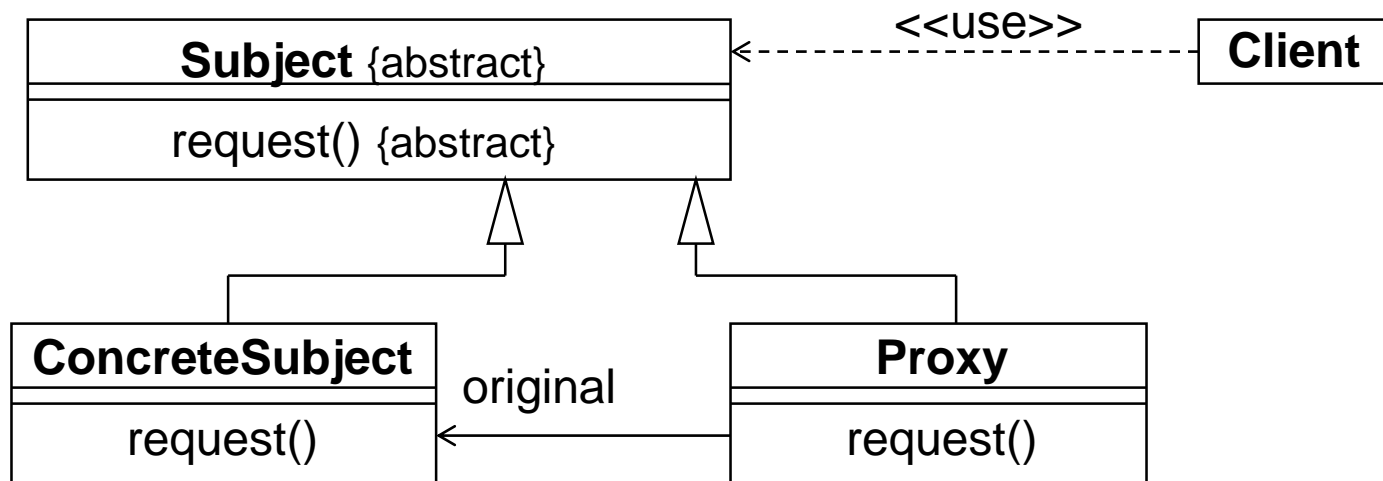 <<use>>
Subject {abstract}
Client
request() {abstract}
ConcreteSubject
Proxy
original
request()
request()